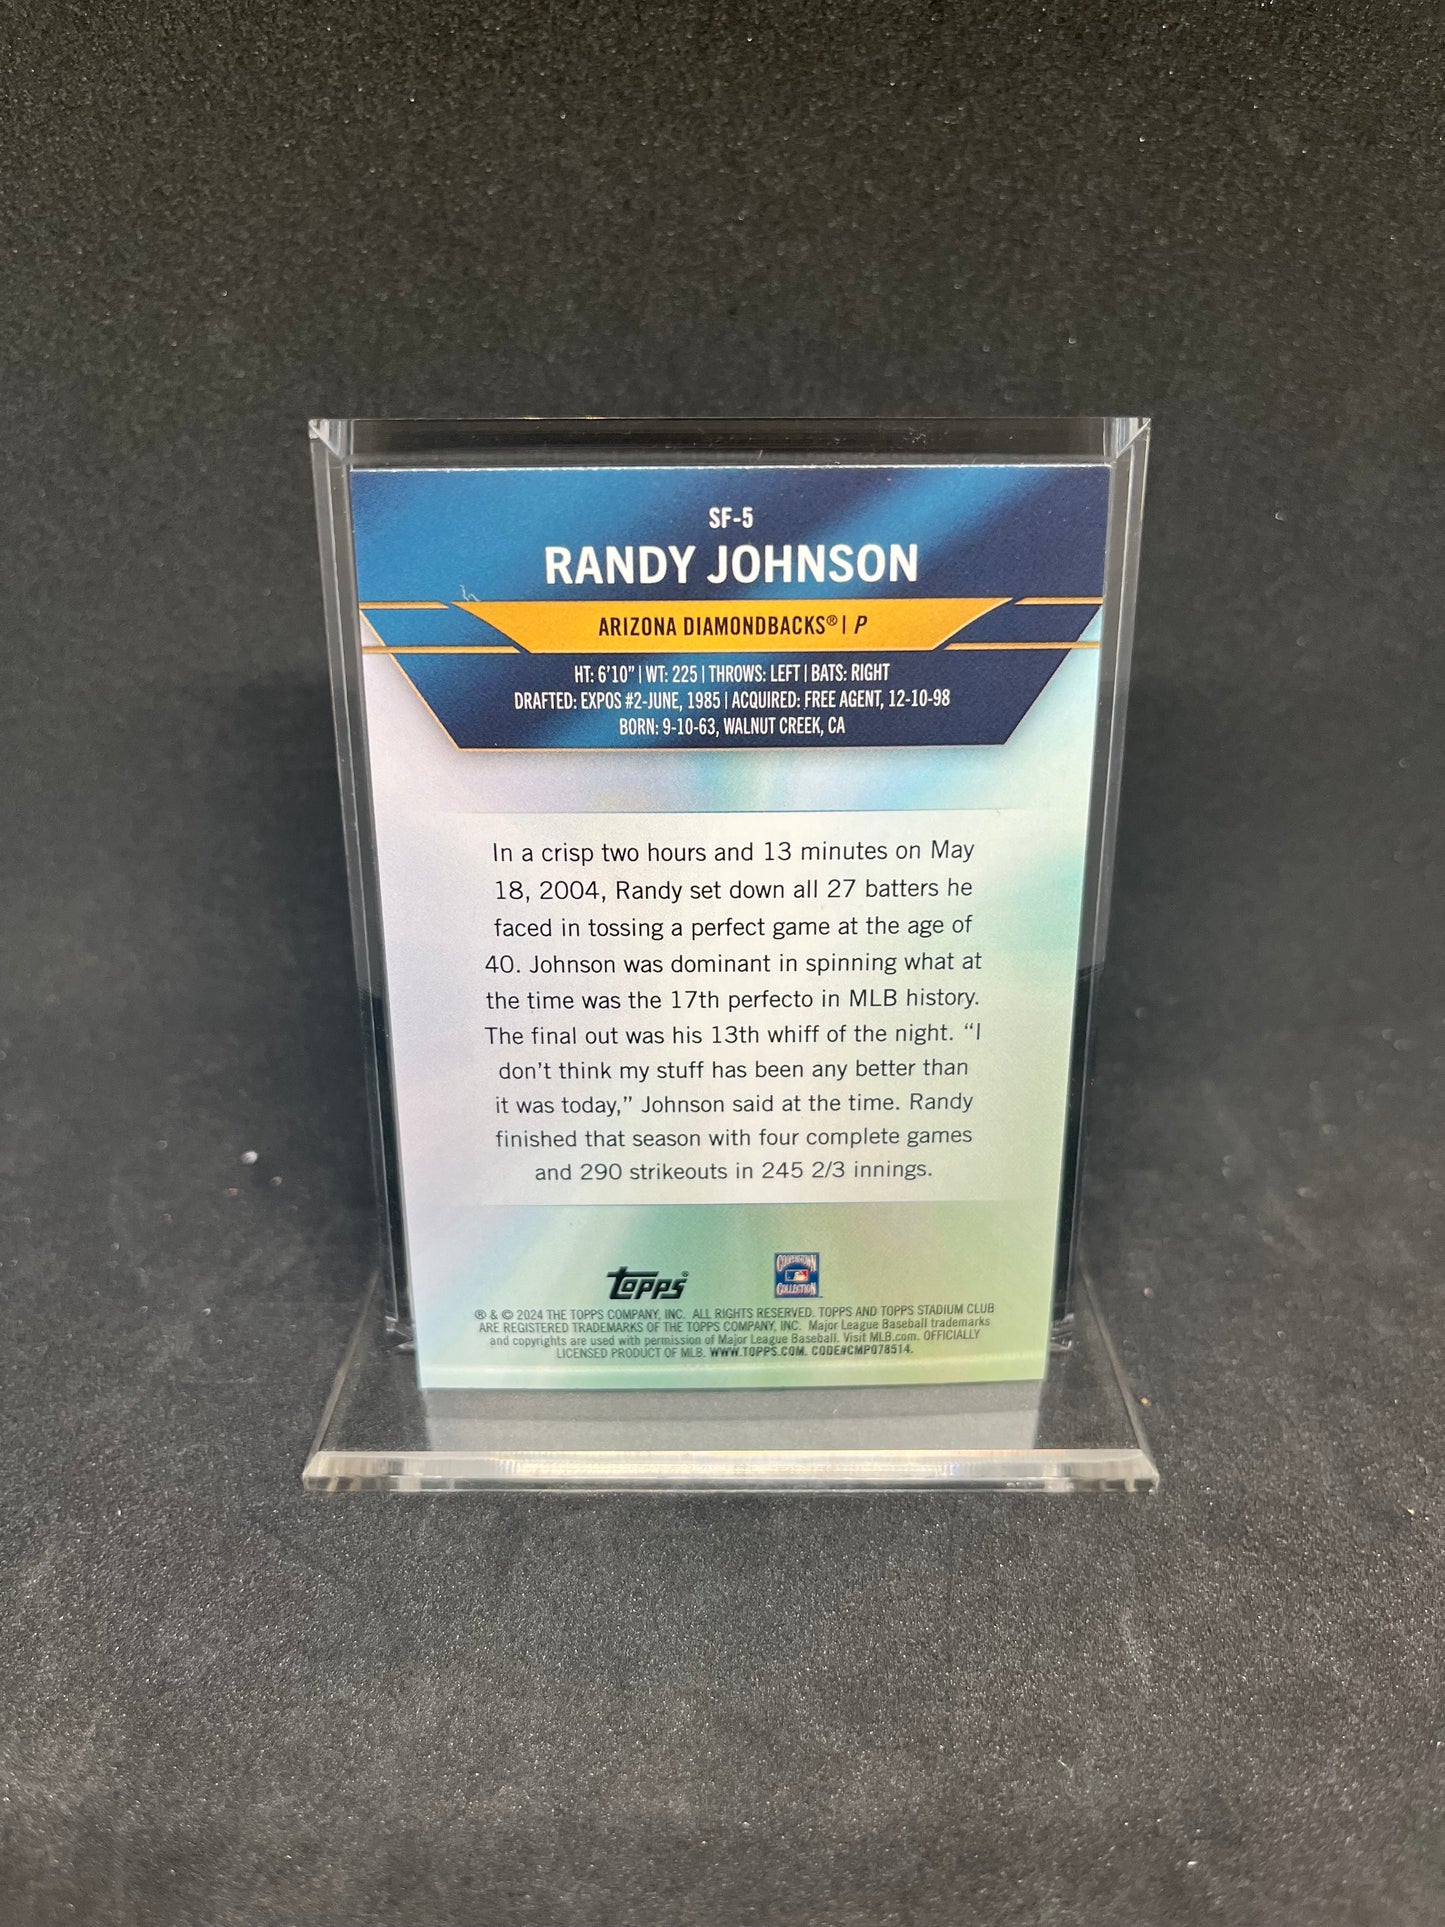 SF-5
RANDY JOHNSON
ARIZONA DIAMONDBACKS® | P
HT: 6'10" | WT: 225 | THROWS: LEFT | BATS: RIGHT
DRAFTED: EXPOS #2-JUNE, 1985 | ACQUIRED: FREE AGENT, 12-10-98
BORN: 9-10-63, WALNUT CREEK, CA
In a crisp two hours and 13 minutes on May
18, 2004, Randy set down all 27 batters he
faced in tossing a perfect game at the age of
40. Johnson was dominant in spinning what at
the time was the 17th perfecto in MLB history.
The final out was his 13th whiff of the night. “I
don’t think my stuff has been any better than
it was today,” Johnson said at the time. Randy
finished that season with four complete games
and 290 strikeouts in 245 2/3 innings.
Topps®
COOPERSTOWN
COLLECTION
® & © 2024 THE TOPPS COMPANY, INC. ALL RIGHTS RESERVED. TOPPS AND TOPPS STADIUM CLUB
ARE REGISTERED TRADEMARKS OF THE TOPPS COMPANY, INC. Major League Baseball trademarks
and copyrights are used with permission of Major League Baseball. Visit MLB.com. OFFICIALLY
LICENSED PRODUCT OF MLB. WWW.TOPPS.COM. CODE#CMP078514.